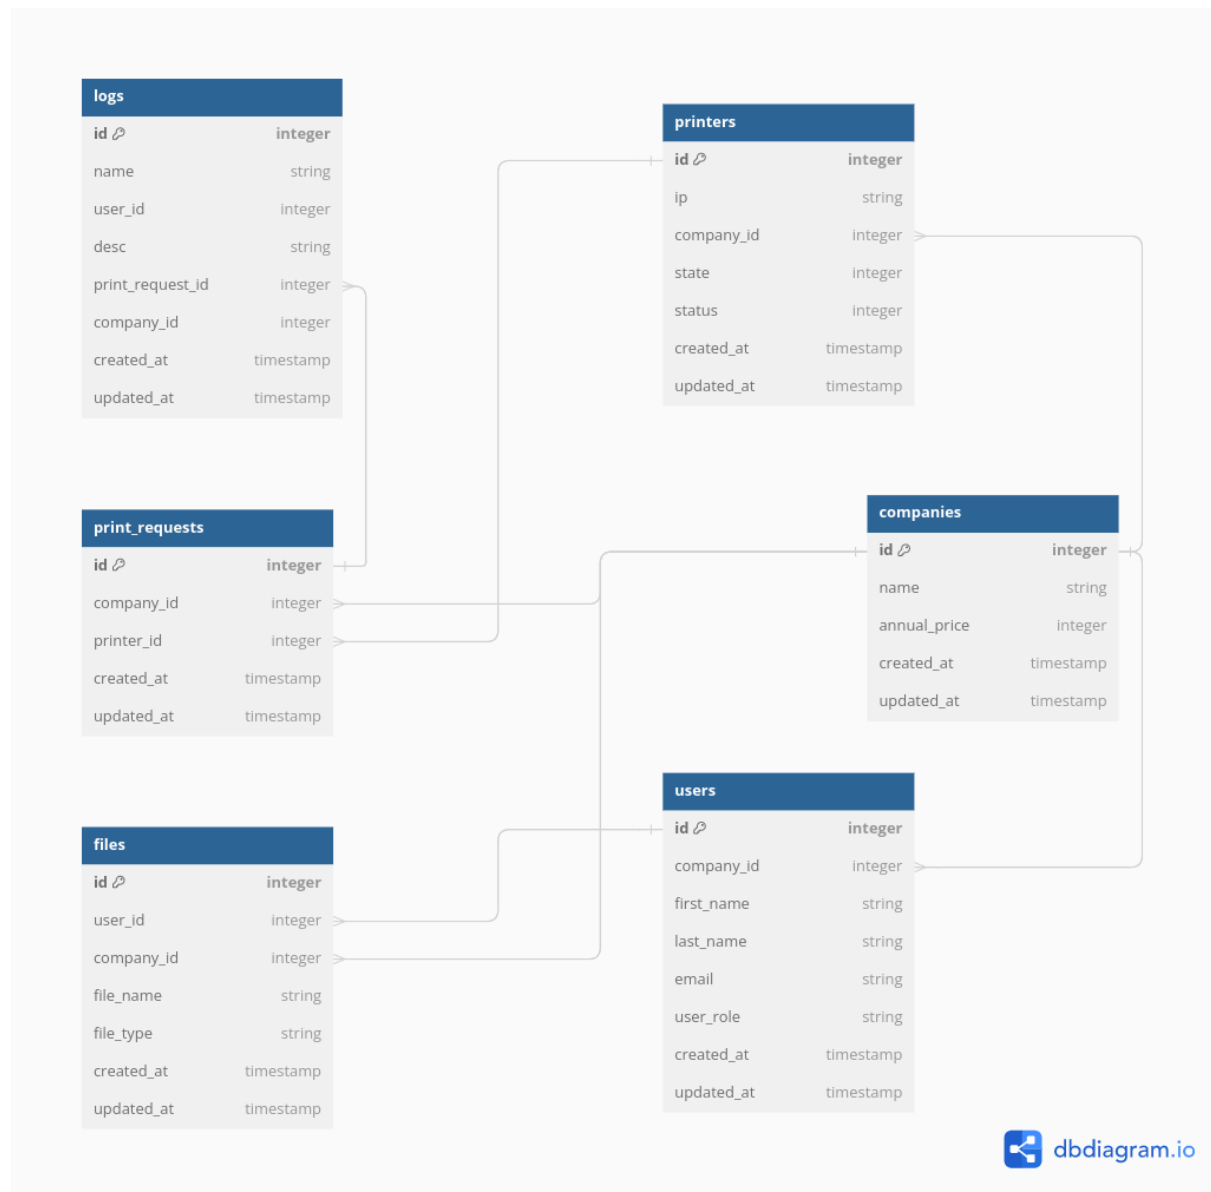 logs
id integer
name string
user_id integer
desc string
print_request_id integer
company_id integer
created_at timestamp
updated_at timestamp
printers
id integer
ip string
company_id integer
state integer
status integer
created_at timestamp
updated_at timestamp
print_requests
id integer
company_id integer
printer_id integer
created_at timestamp
updated_at timestamp
companies
id integer
name string
annual_price integer
created_at timestamp
updated_at timestamp
files
id integer
user_id integer
company_id integer
file_name string
file_type string
created_at timestamp
updated_at timestamp
users
id integer
company_id integer
first_name string
last_name string
email string
user_role string
created_at timestamp
updated_at timestamp
dbdiagram.io